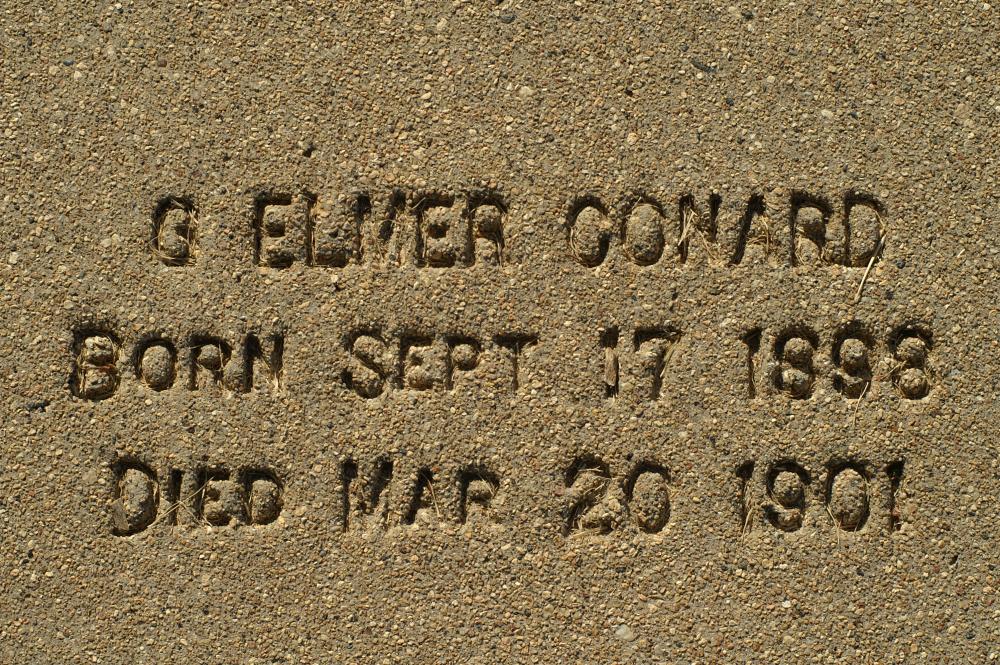 G ELMER CONARD
BORN SEPT 17 1898
DIED MAR 20 1901